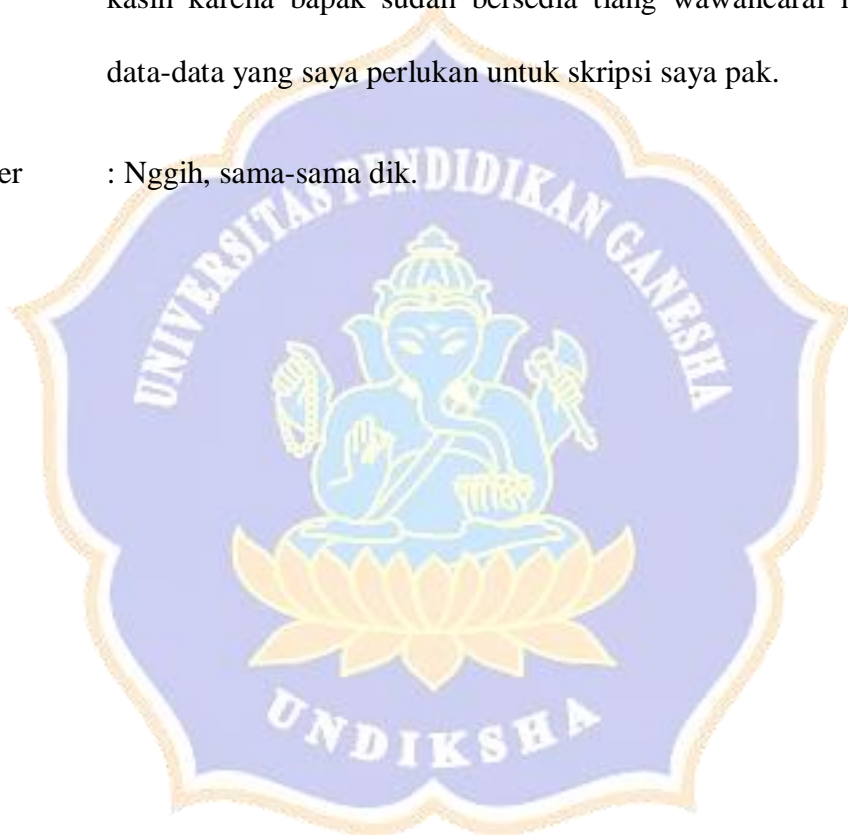 kasih karena bapak sudah bersedia tiang wawancarai
data-data yang saya perlukan untuk skripsi saya pak.
er : Nggih, sama-sama dik.
UNIVERSITAS PENDIDIKAN GANESHA
UNDIKSHA